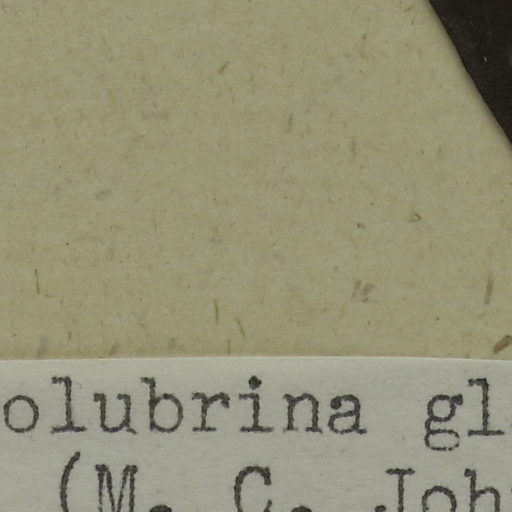 olubrina gl
(M. C. Joh